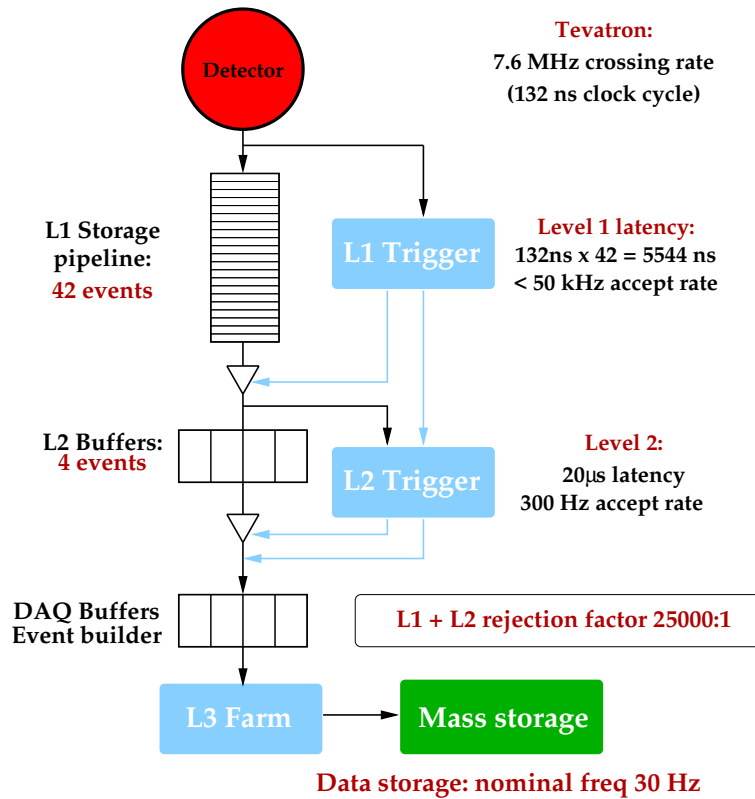 Detector
Tevatron:
7.6 MHz crossing rate
(132 ns clock cycle)
L1 Storage
pipeline:
42 events
L1 Trigger
Level 1 latency:
132ns x 42 = 5544 ns
< 50 kHz accept rate
L2 Buffers:
4 events
L2 Trigger
Level 2:
20μs latency
300 Hz accept rate
DAQ Buffers
Event builder
L1 + L2 rejection factor 25000:1
L3 Farm
Mass storage
Data storage: nominal freq 30 Hz